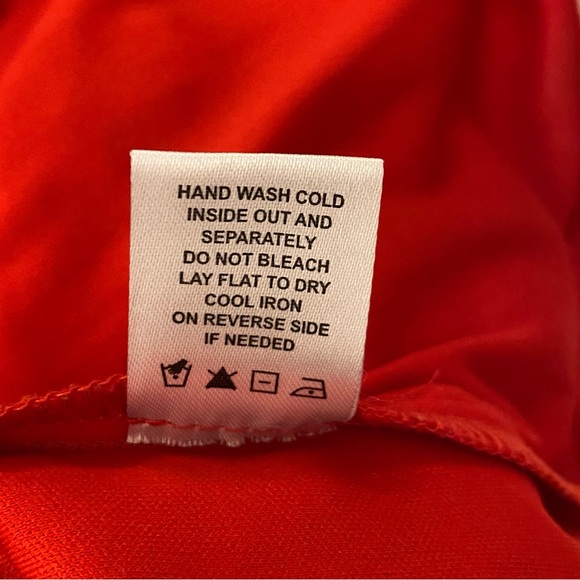 HAND WASH COLD
INSIDE OUT AND
SEPARATELY
DO NOT BLEACH
LAY FLAT TO DRY
COOL IRON
ON REVERSE SIDE
IF NEEDED